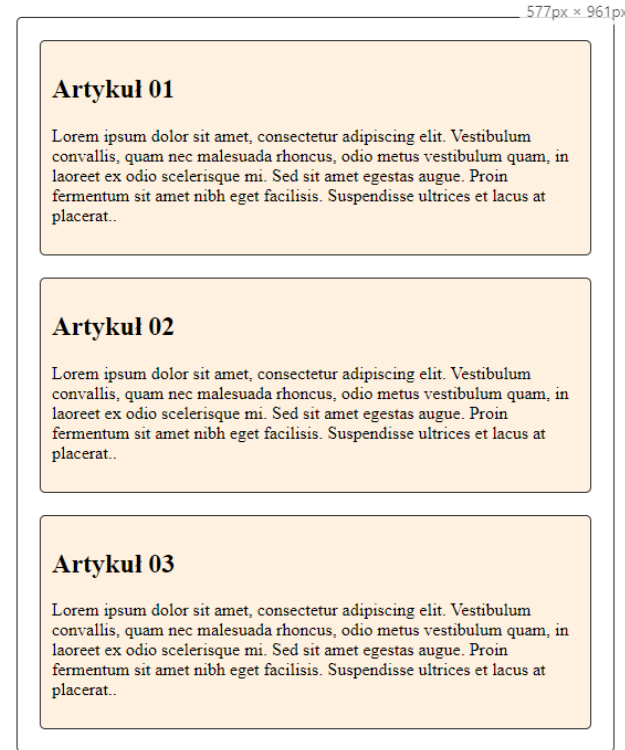 577px × 961px
Artykuł 01
Lorem ipsum dolor sit amet, consectetur adipiscing elit. Vestibulum
convallis, quam nec malesuada rhoncus, odio metus vestibulum quam, in
laoreet ex odio scelerisque mi. Sed sit amet egestas augue. Proin
fermentum sit amet nibh eget facilisis. Suspendisse ultrices et lacus at
placerat..
Artykuł 02
Lorem ipsum dolor sit amet, consectetur adipiscing elit. Vestibulum
convallis, quam nec malesuada rhoncus, odio metus vestibulum quam, in
laoreet ex odio scelerisque mi. Sed sit amet egestas augue. Proin
fermentum sit amet nibh eget facilisis. Suspendisse ultrices et lacus at
placerat..
Artykuł 03
Lorem ipsum dolor sit amet, consectetur adipiscing elit. Vestibulum
convallis, quam nec malesuada rhoncus, odio metus vestibulum quam, in
laoreet ex odio scelerisque mi. Sed sit amet egestas augue. Proin
fermentum sit amet nibh eget facilisis. Suspendisse ultrices et lacus at
placerat..